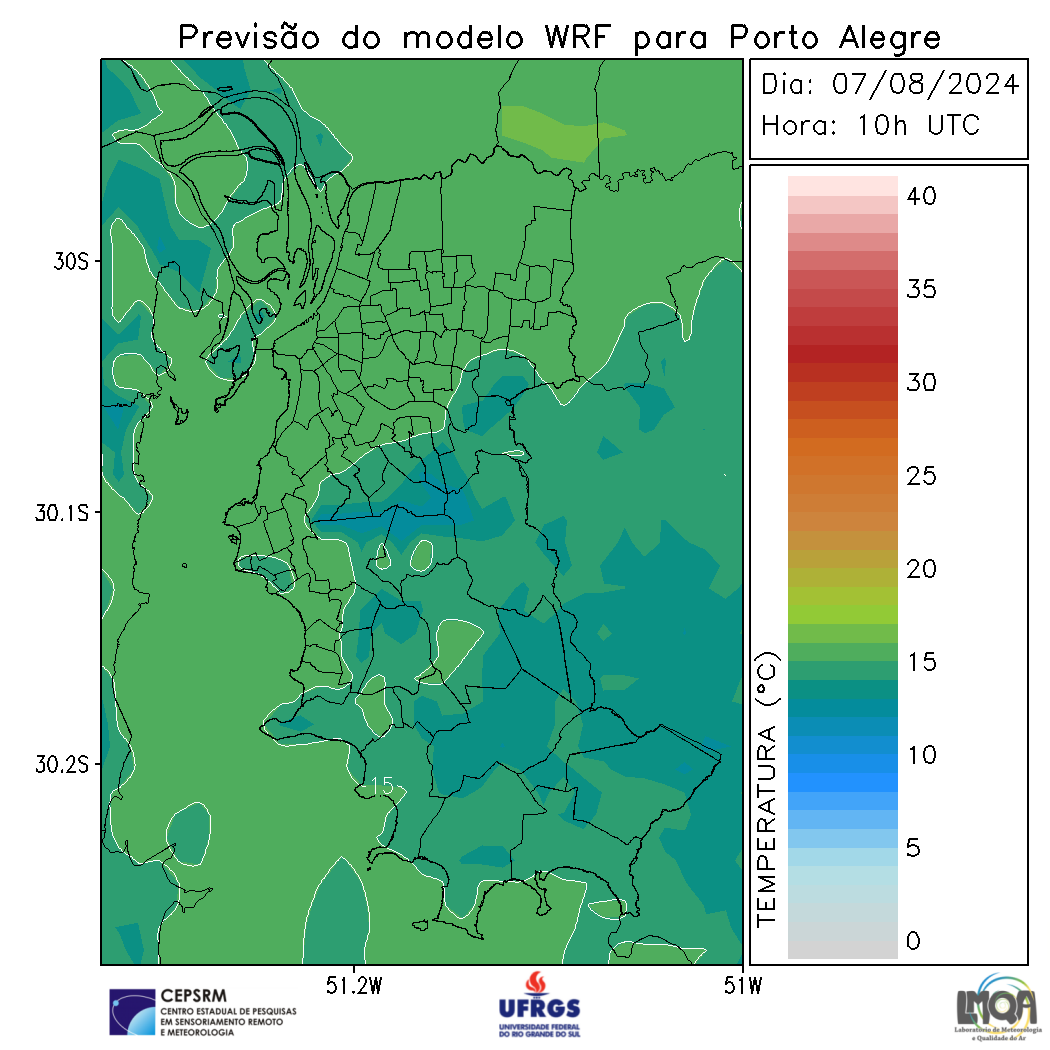 Previsão do modelo WRF para Porto Alegre
Dia: 07/08/2024
Hora: 10h UTC
30S
30.1S
30.2S
51.2W
51W
15
TEMPERATURA (°C)
40
35
30
25
20
15
10
5
0
CEPSRM
CENTRO ESTADUAL DE PESQUISAS
EM SENSORIAMENTO REMOTO
E METEOROLOGIA
UFRGS
UNIVERSIDADE FEDERAL
DO RIO GRANDE DO SUL
LMQA
Laboratório de Meteorologia
e Qualidade do Ar